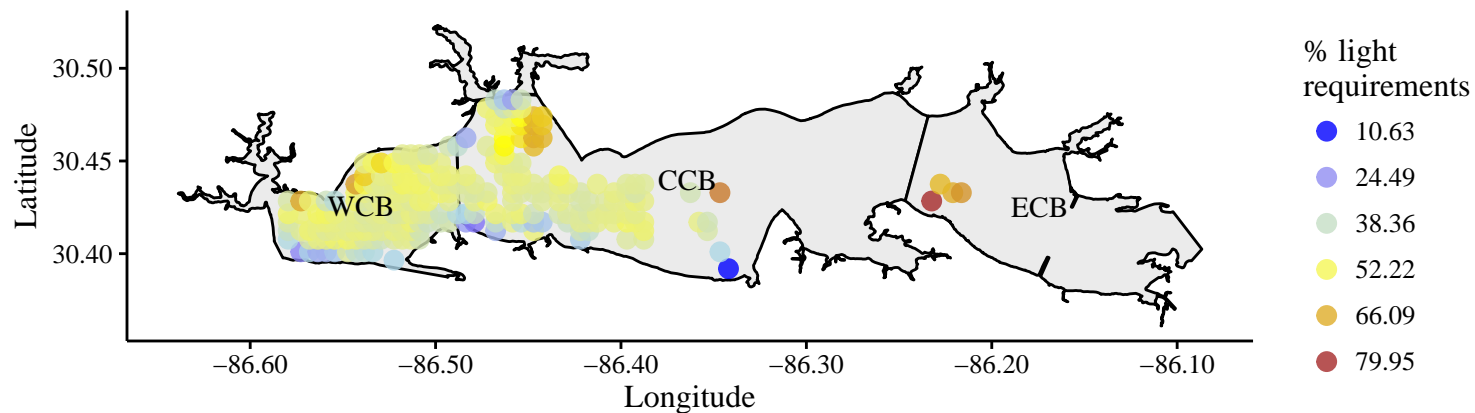 % light
requirements
10.63
24.49
38.36
52.22
66.09
79.95
30.50
30.45
30.40
Latitude
WCB
CCB
ECB
−86.60
−86.50
−86.40
−86.30
−86.20
−86.10
Longitude